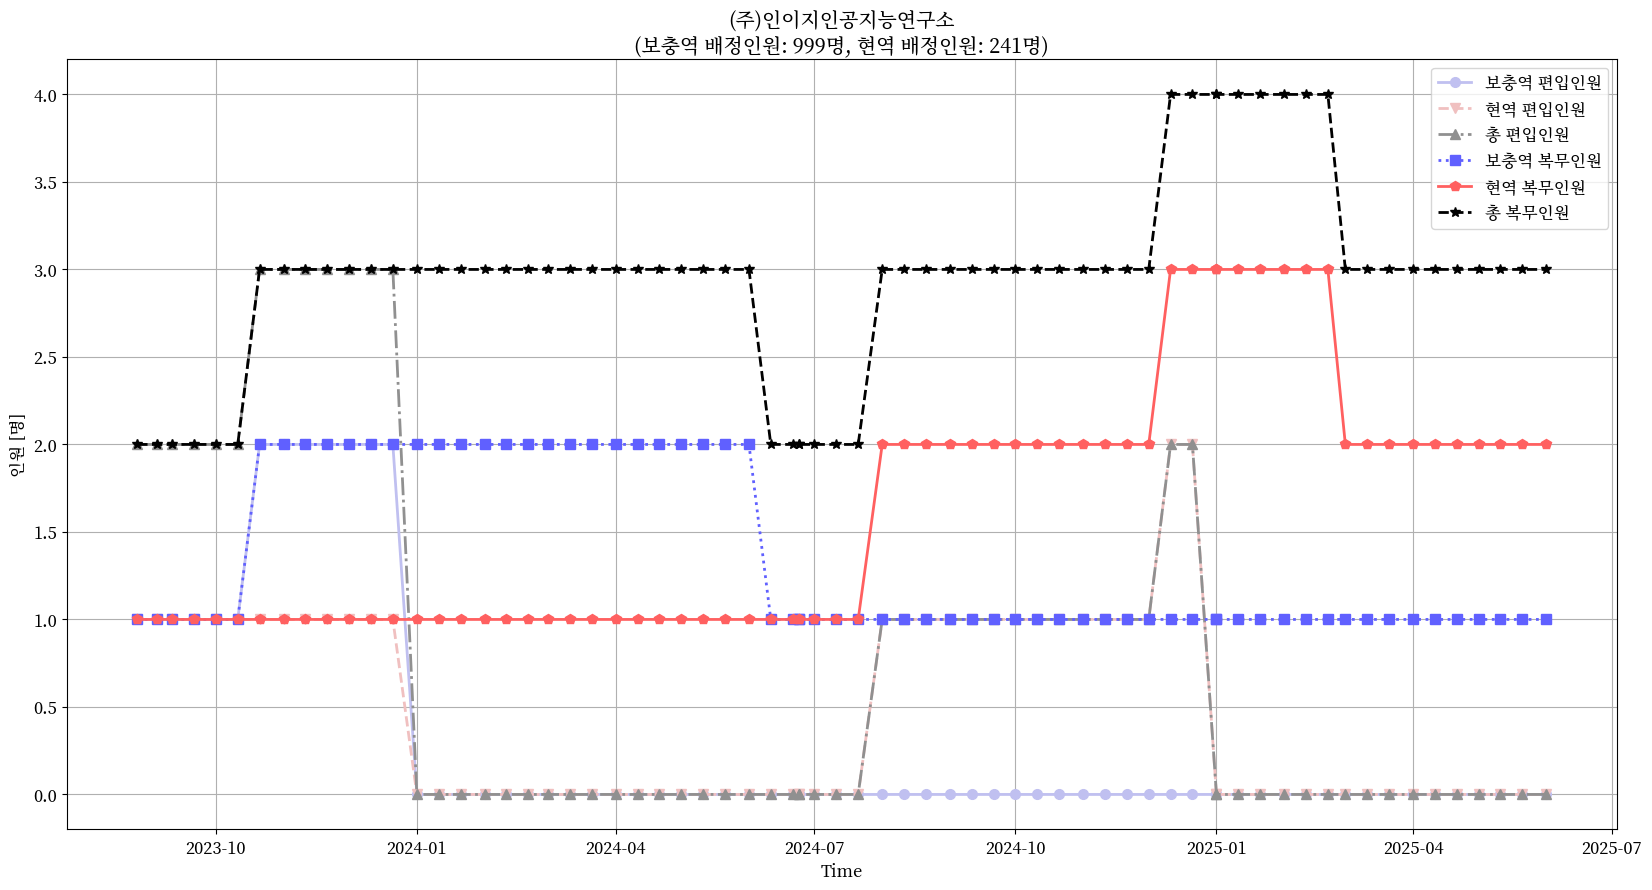 (주)인이지인공지능연구소
(보충역 배정인원: 999명, 현역 배정인원: 241명)
보충역 편입인원
현역 편입인원
총 편입인원
보충역 복무인원
현역 복무인원
총 복무인원
인원 [명]
4.0
3.5
3.0
2.5
2.0
1.5
1.0
0.5
0.0
2023-10
2024-01
2024-04
2024-07
2024-10
2025-01
2025-04
2025-07
Time